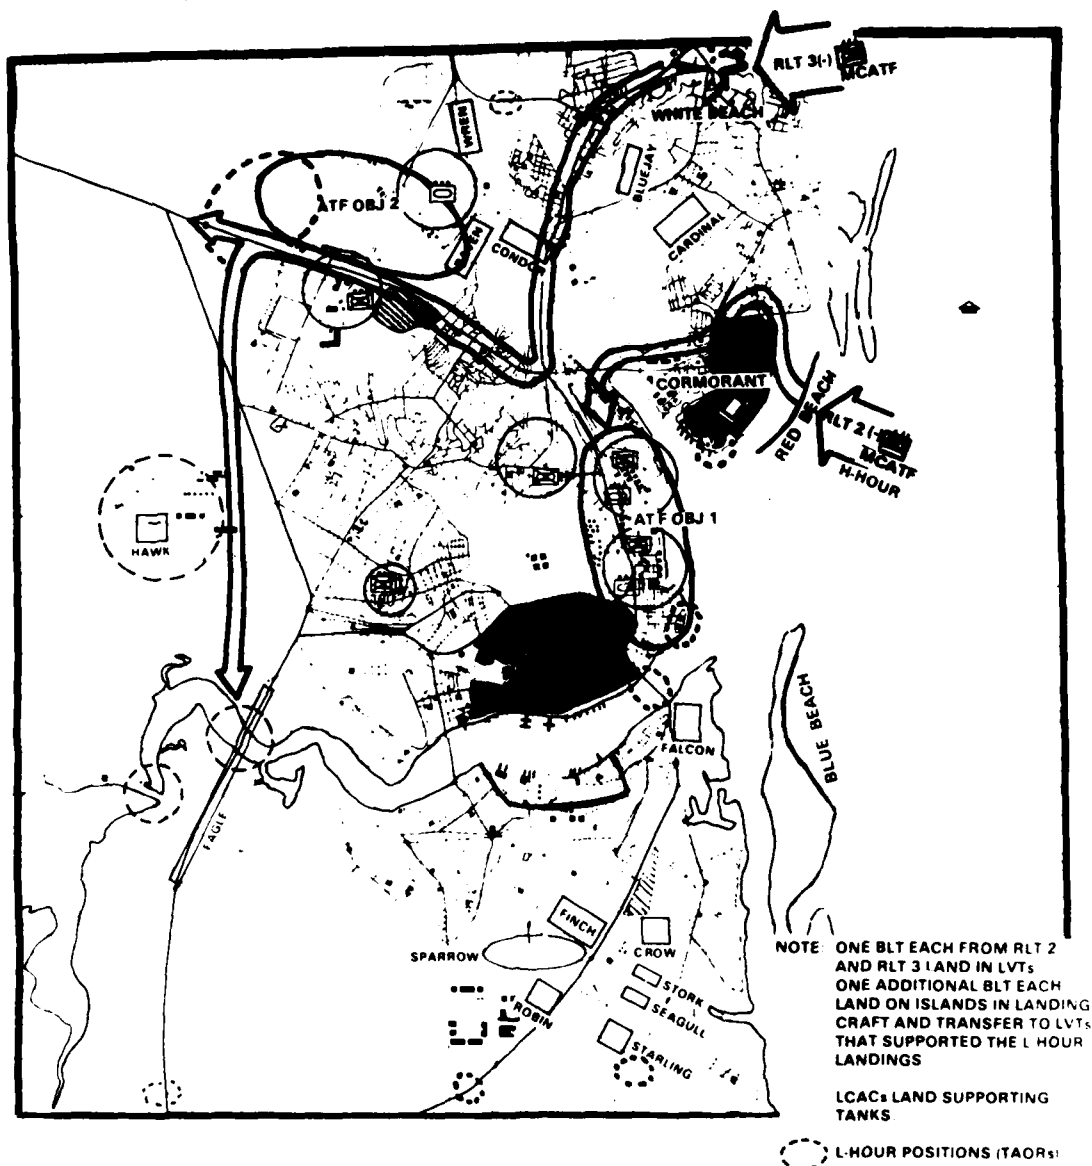 RLT 3(-)
MCATF
WHITE BEACH
WREN
BLUEJAY
CARDINAL
ATF OBJ 2
CONDOR
CORMORANT
RED BEACH
RLT 2 (-)
MCATF
H-HOUR
ATF OBJ 1
HAWK
BLUE BEACH
FALCON
EAGLE
FINCH
SPARROW
CROW
STORK
SEAGULL
ROBIN
STARLING
NOTE: ONE BLT EACH FROM RLT 2
AND RLT 3 LAND IN LVTs
ONE ADDITIONAL BLT EACH
LAND ON ISLANDS IN LANDING
CRAFT AND TRANSFER TO LVTs
THAT SUPPORTED THE L HOUR
LANDINGS
LCACs LAND SUPPORTING
TANKS
L-HOUR POSITIONS (TAORs)